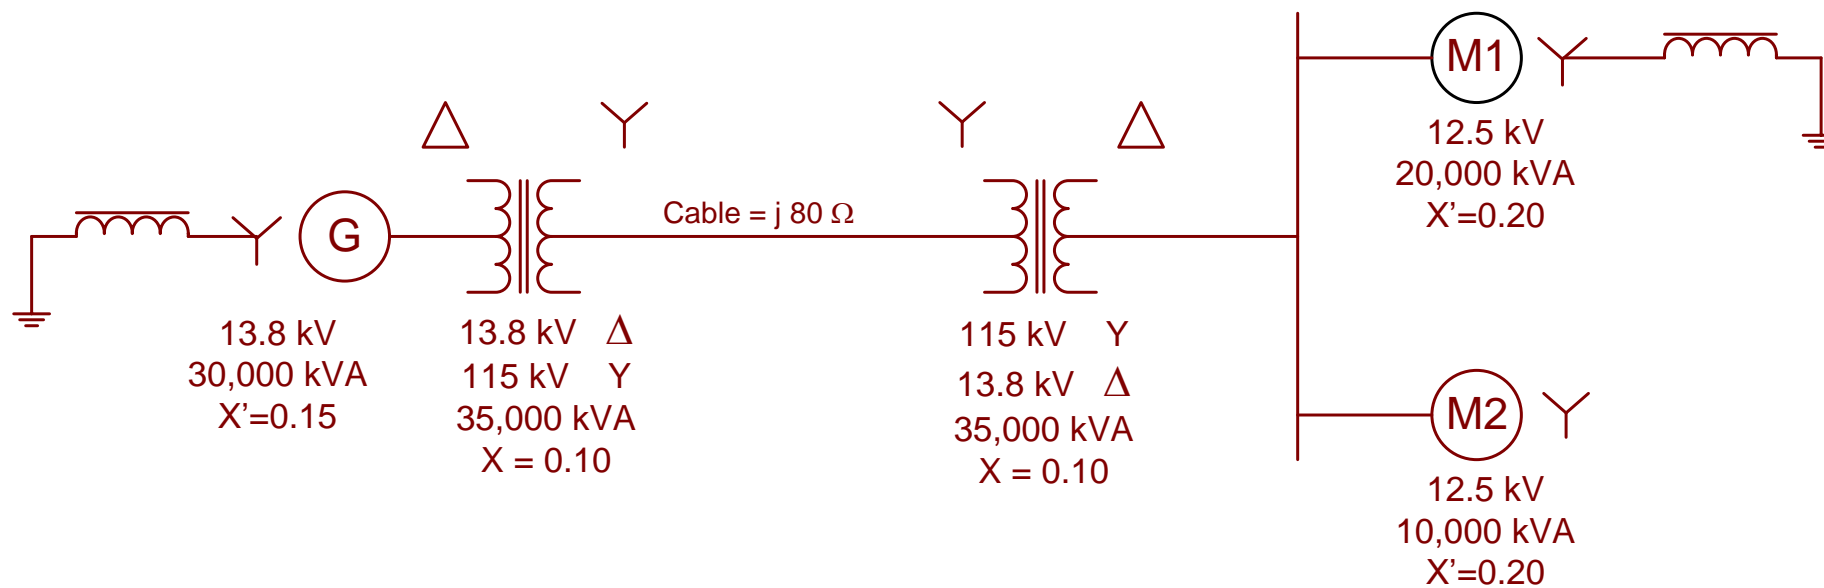 G
13.8 kV
30,000 kVA
X’=0.15
Δ
Y
13.8 kV Δ
115 kV Y
35,000 kVA
X = 0.10
Cable = j 80 Ω
Y
Δ
115 kV Y
13.8 kV Δ
35,000 kVA
X = 0.10
M1
12.5 kV
20,000 kVA
X’=0.20
M2
12.5 kV
10,000 kVA
X’=0.20